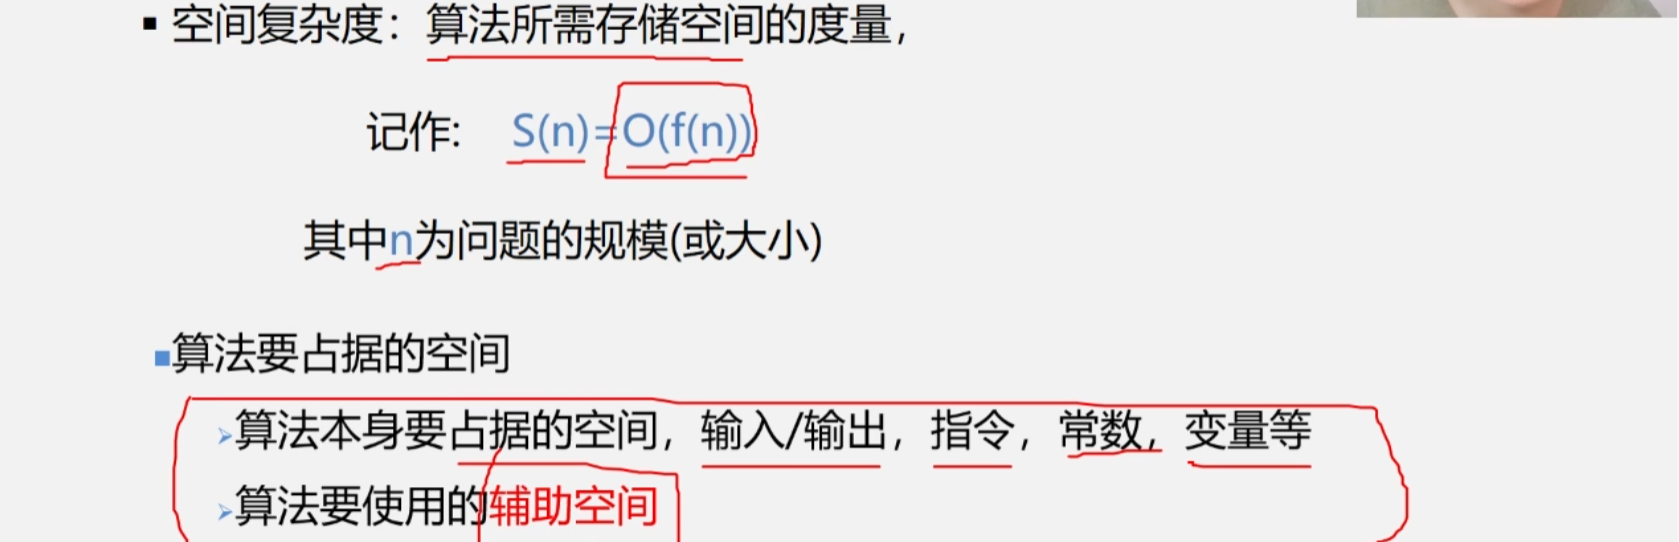 ▪ 空间复杂度：算法所需存储空间的度量，
记作: S(n)=O(f(n))
其中n为问题的规模(或大小)
▪算法要占据的空间
➢算法本身要占据的空间，输入/输出，指令，常数，变量等
➢算法要使用的辅助空间